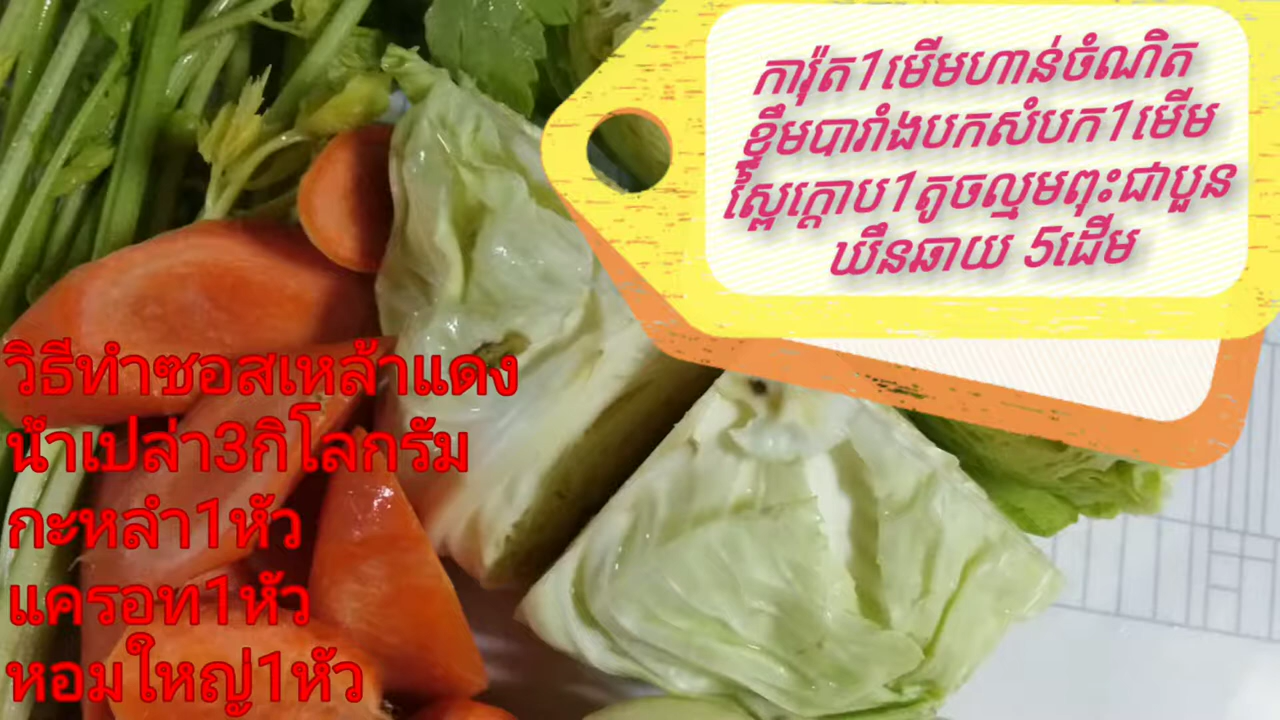 ការ៉ុត1មើមហាន់ចំណិត
ខ្ទឹមបារាំងបកសំបក1មើម
ស្ពៃក្តោប1តូចល្មមពុះជាបួន
ឃឹនឆាយ 5ដើម
วิธีทำซอสเหล้าแดง
น้ำเปล่า3กิโลกรัม
กะหล่ำ1หัว
แครอท1หัว
หอมใหญ่1หัว